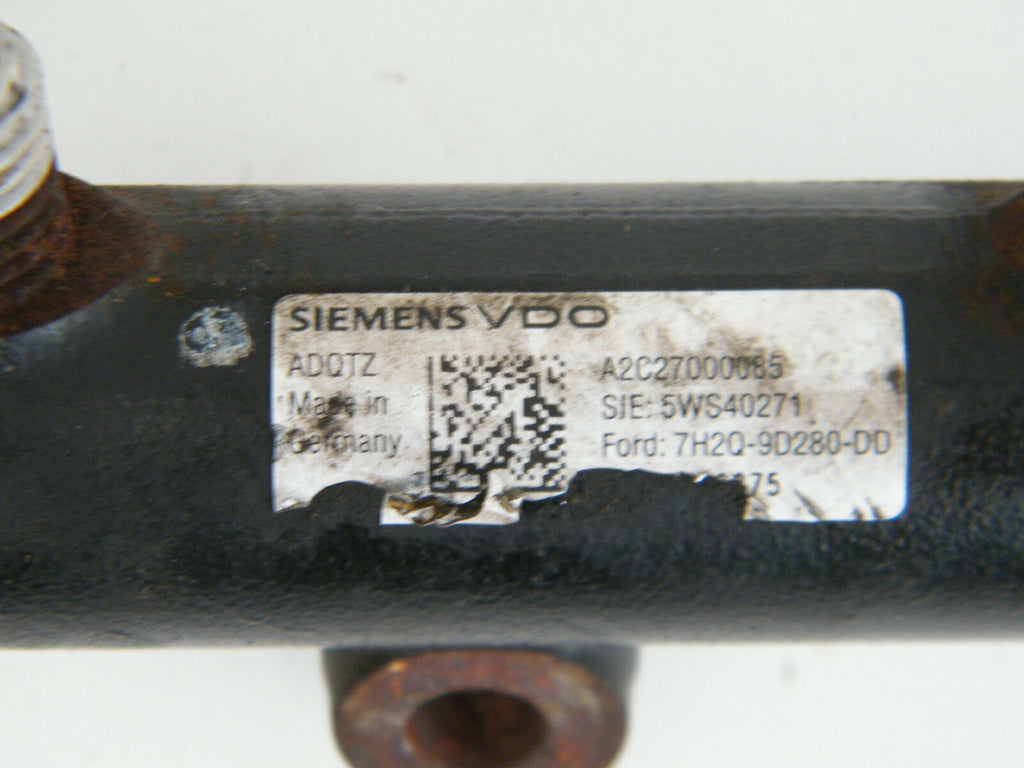 SIEMENS VDO
ADQTZ
Made in
Germany
A2C27000085
SIE: 5WS40271
Ford: 7H2Q-9D280-DD